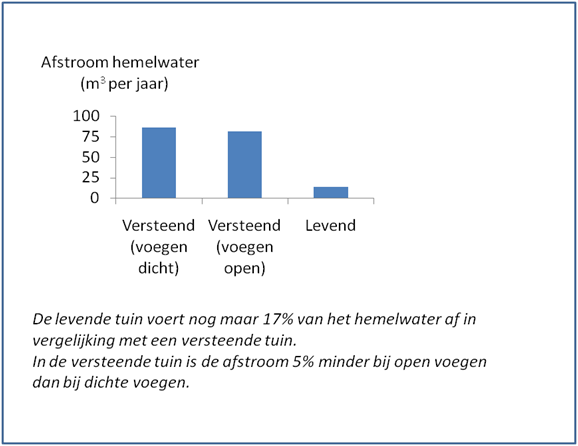 Afstroom hemelwater
(m³ per jaar)
100
75
50
25
0
Versteend (voegen dicht)
Versteend (voegen open)
Levend
De levende tuin voert nog maar 17% van het hemelwater af in
vergelijking met een versteende tuin.
In de versteende tuin is de afstroom 5% minder bij open voegen
dan bij dichte voegen.